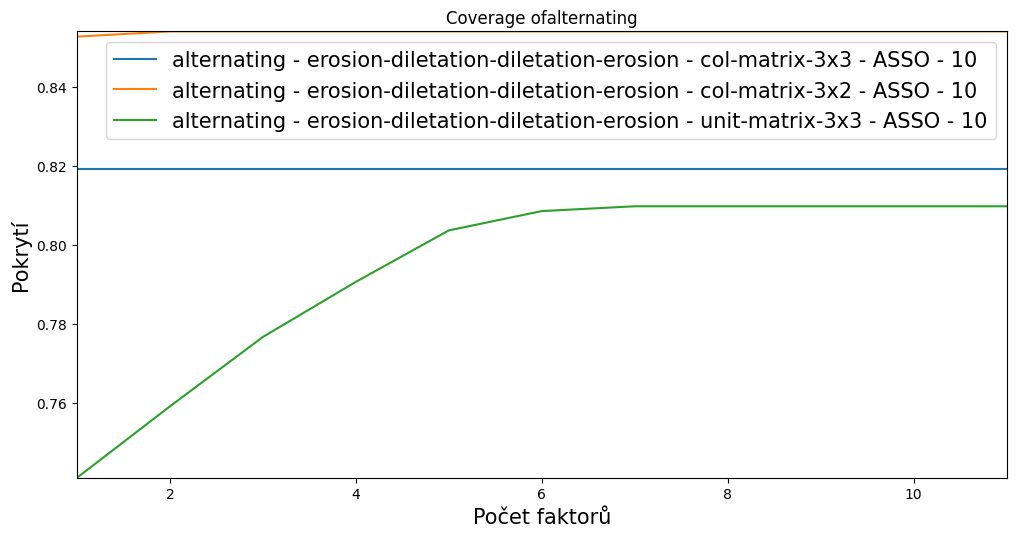 Coverage ofalternating
alternating - erosion-diletation-diletation-erosion - col-matrix-3x3 - ASSO - 10
alternating - erosion-diletation-diletation-erosion - col-matrix-3x2 - ASSO - 10
alternating - erosion-diletation-diletation-erosion - unit-matrix-3x3 - ASSO - 10
Pokrytí
0.84
0.82
0.80
0.78
0.76
2
4
6
8
10
Počet faktorů